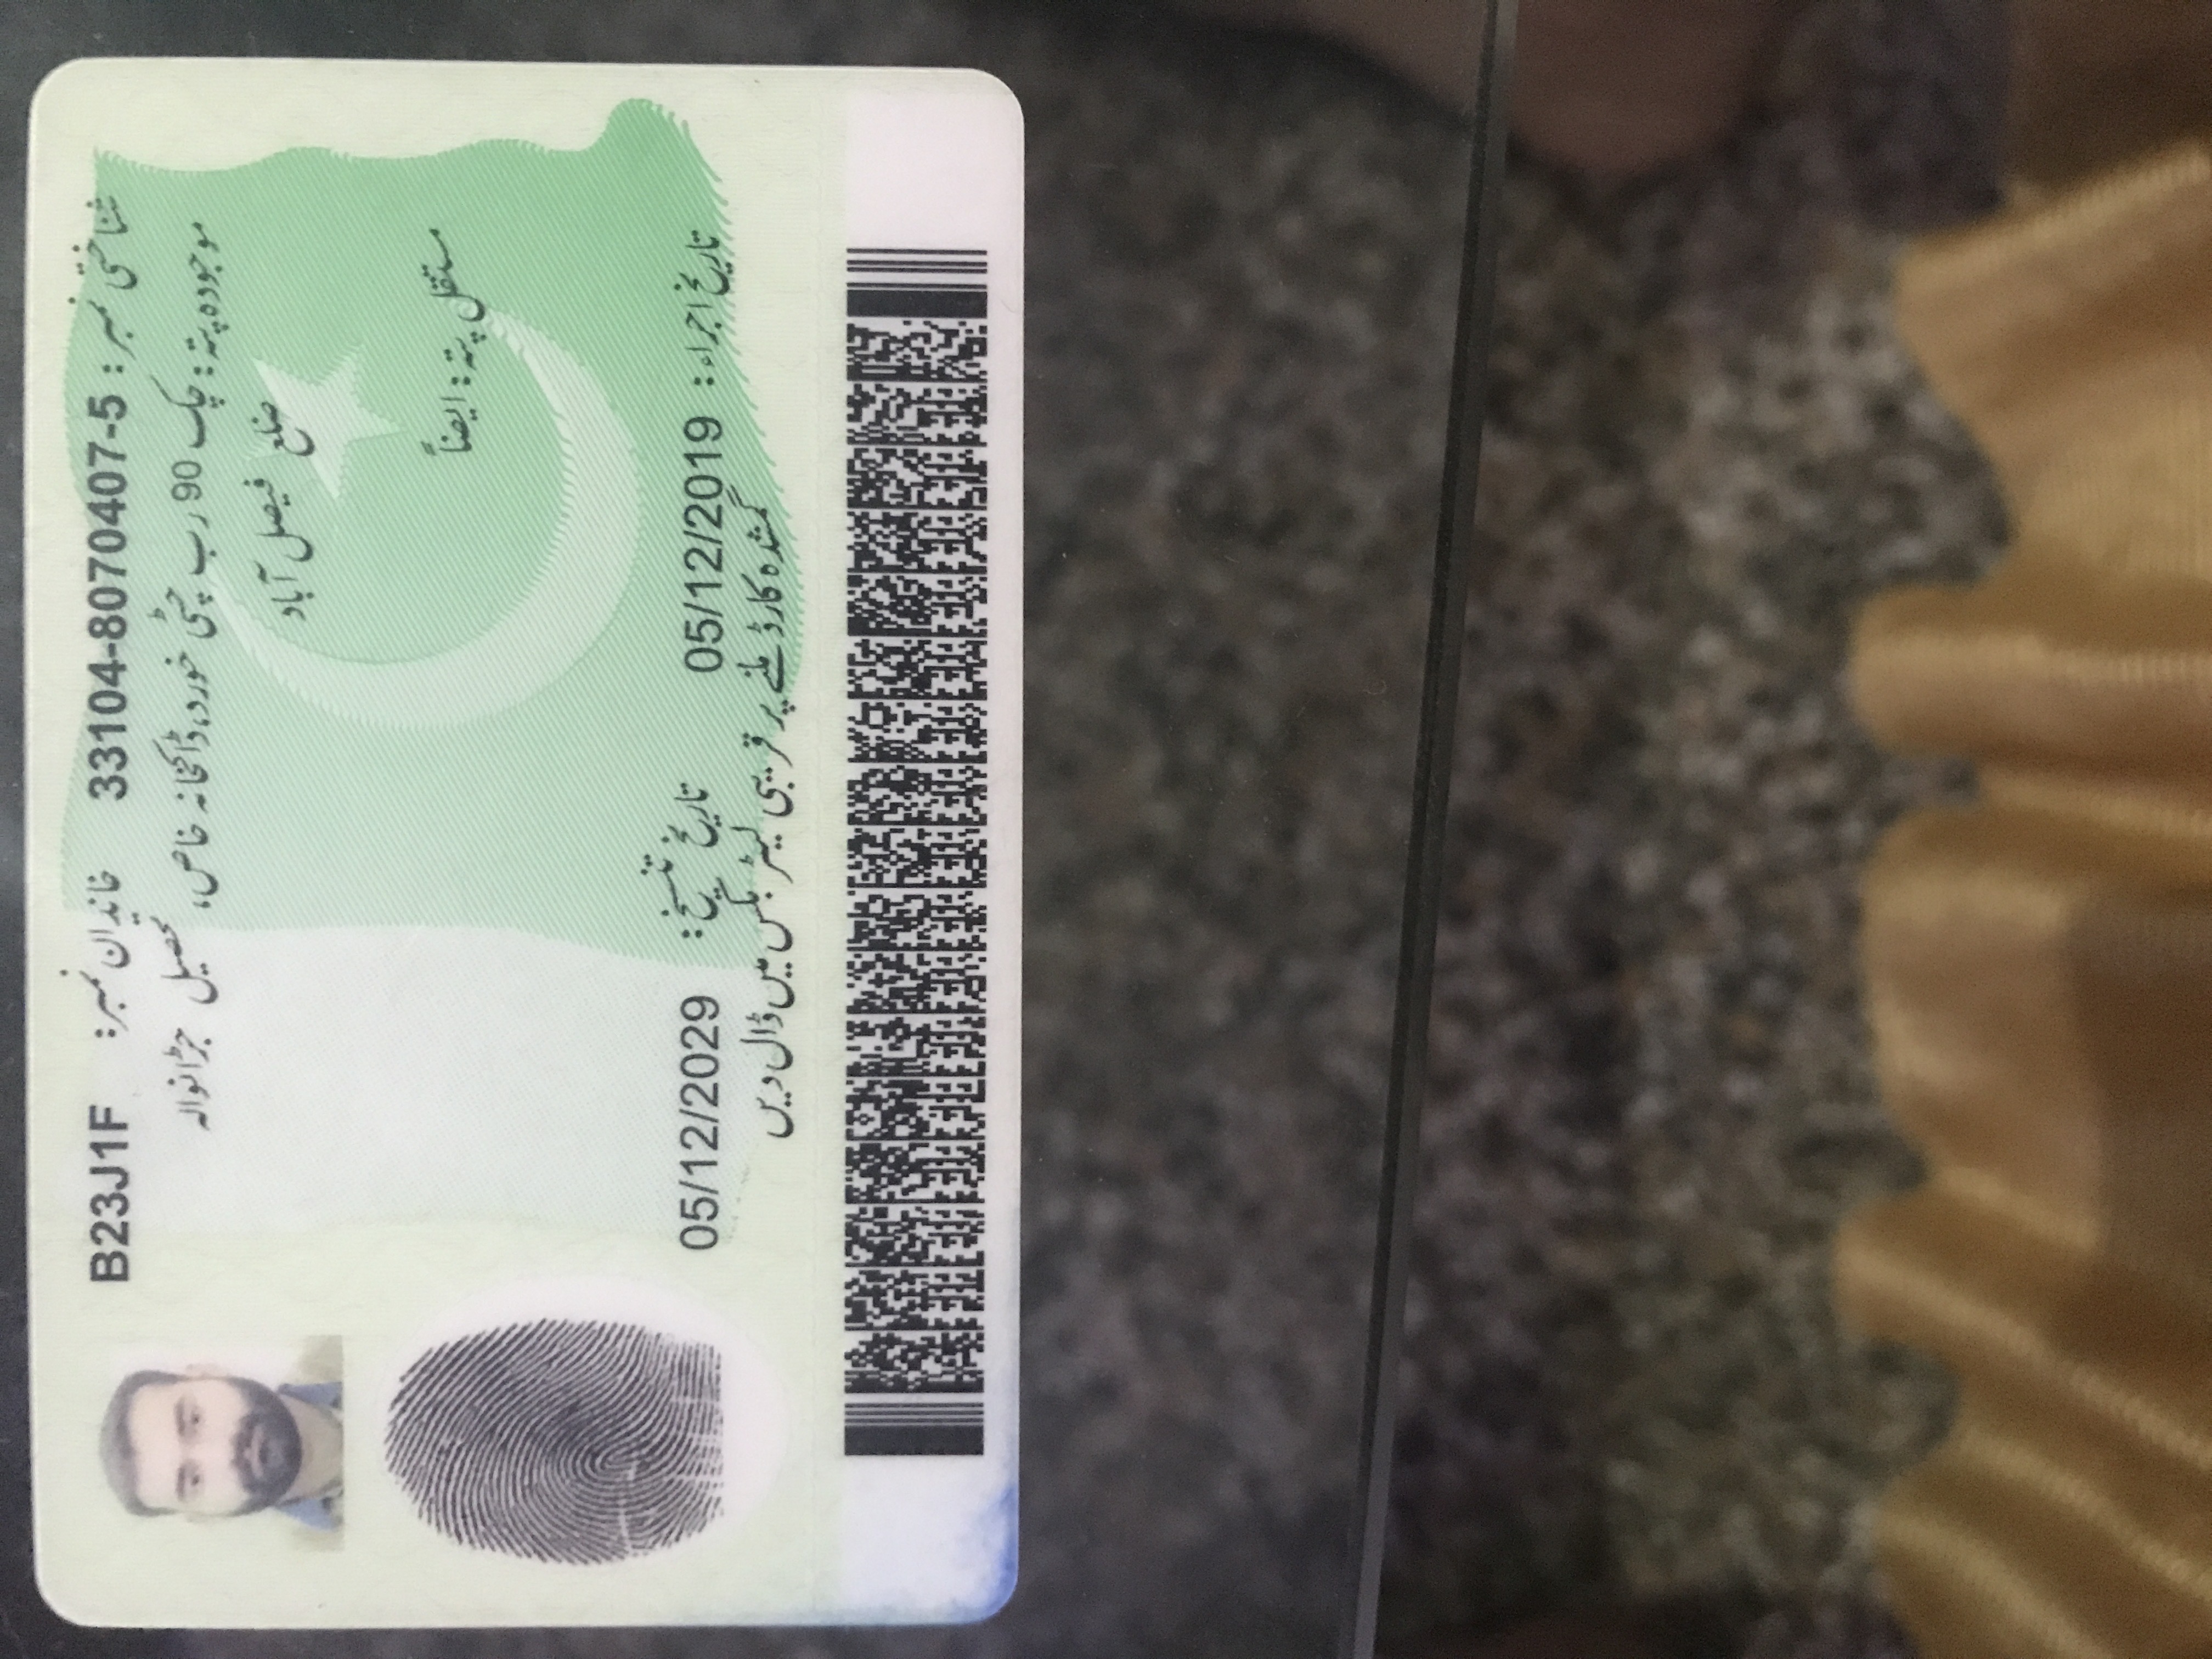 شناختی نمبر: 33104-8070407-5 خاندان نمبر: B23J1F
موجودہ پتہ: چک 90 رب چٹی خورد، ڈاکخانہ خاص، تحصیل جڑانوالہ
ضلع فیصل آباد
مستقل پتہ: ایضاً
تاریخ اجراء: 05/12/2019 تاریخ تنسیخ: 05/12/2029
گمشدہ کارڈ ملنے پر قریبی لیٹر بکس میں ڈال دیں